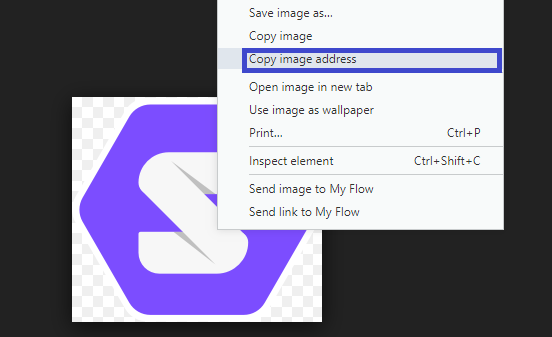 Save image as...
Copy image
Copy image address
Open image in new tab
Use image as wallpaper
Print... Ctrl+P
Inspect element Ctrl+Shift+C
Send image to My Flow
Send link to My Flow